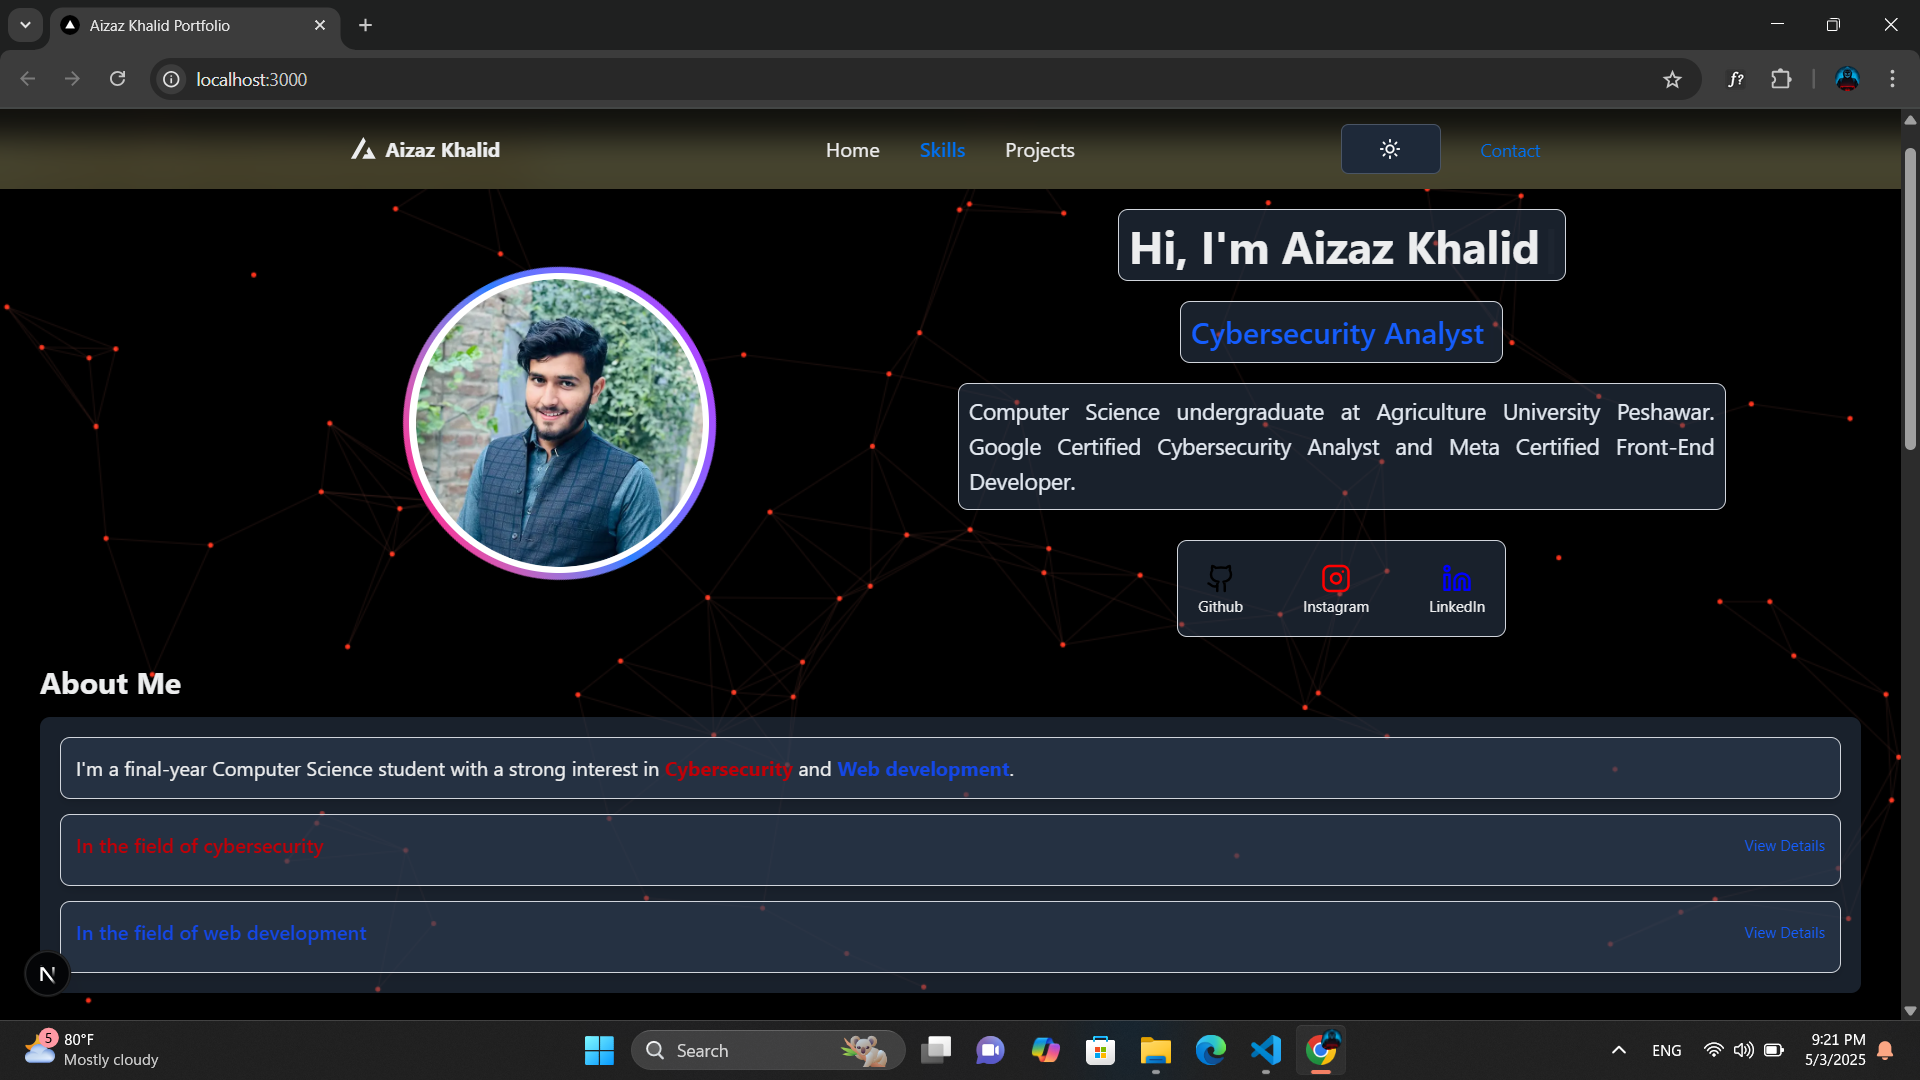 Aizaz Khalid Portfolio
localhost:3000
f?
Aizaz Khalid
Home Skills Projects
Contact
Hi, I'm Aizaz Khalid
Cybersecurity Analyst
Computer Science undergraduate at Agriculture University Peshawar.
Google Certified Cybersecurity Analyst and Meta Certified Front-End
Developer.
Github Instagram LinkedIn
About Me
I'm a final-year Computer Science student with a strong interest in Cybersecurity and Web development.
In the field of cybersecurity View Details
In the field of web development View Details
N
5
80°F
Mostly cloudy
Search
ENG
9:21 PM
5/3/2025